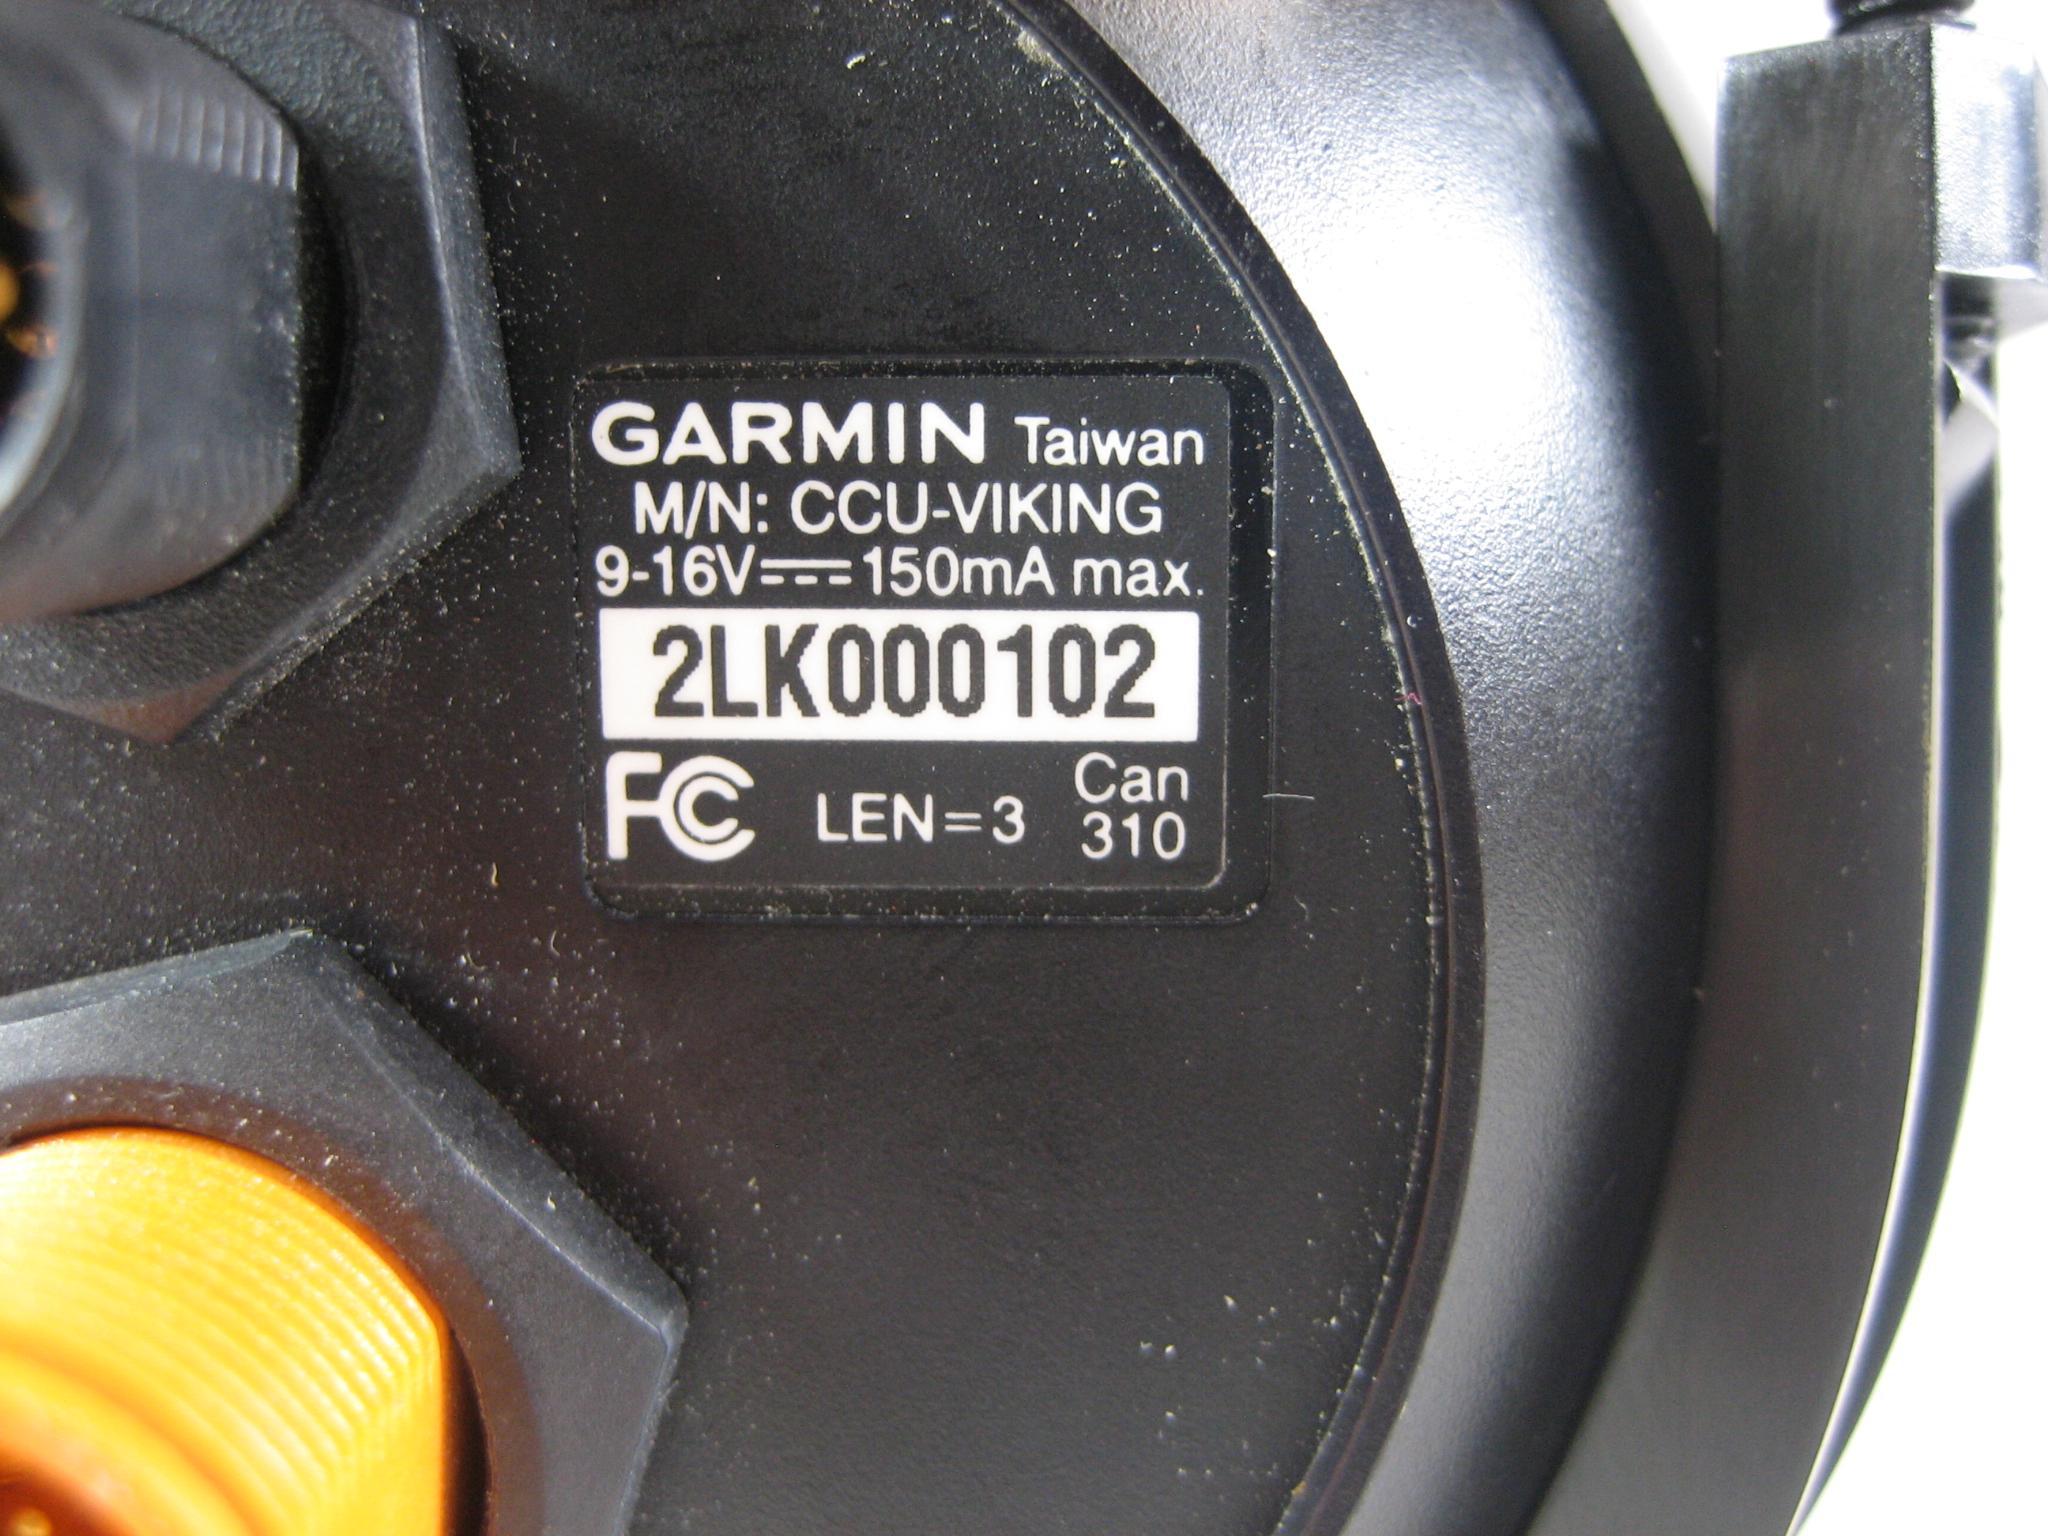 GARMIN Taiwan
M/N: CCU-VIKING
9-16V⎓150mA max.
2LK000102
FC LEN=3 Can 310